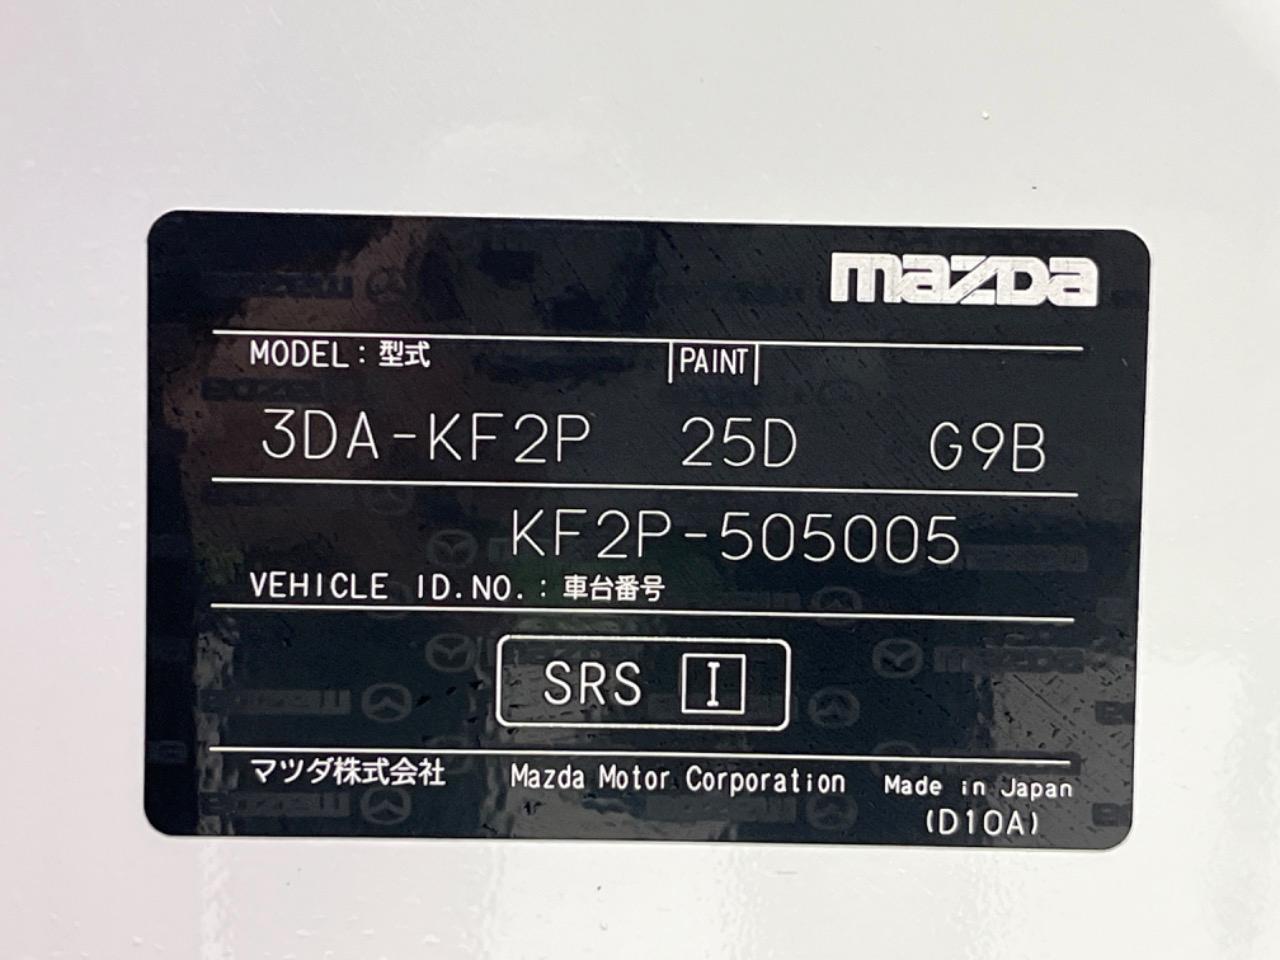 mazda
MODEL：型式 PAINT
3DA-KF2P 25D G9B
KF2P-505005
VEHICLE ID.NO.：車台番号
SRS I
マツダ株式会社 Mazda Motor Corporation Made in Japan
(D10A)